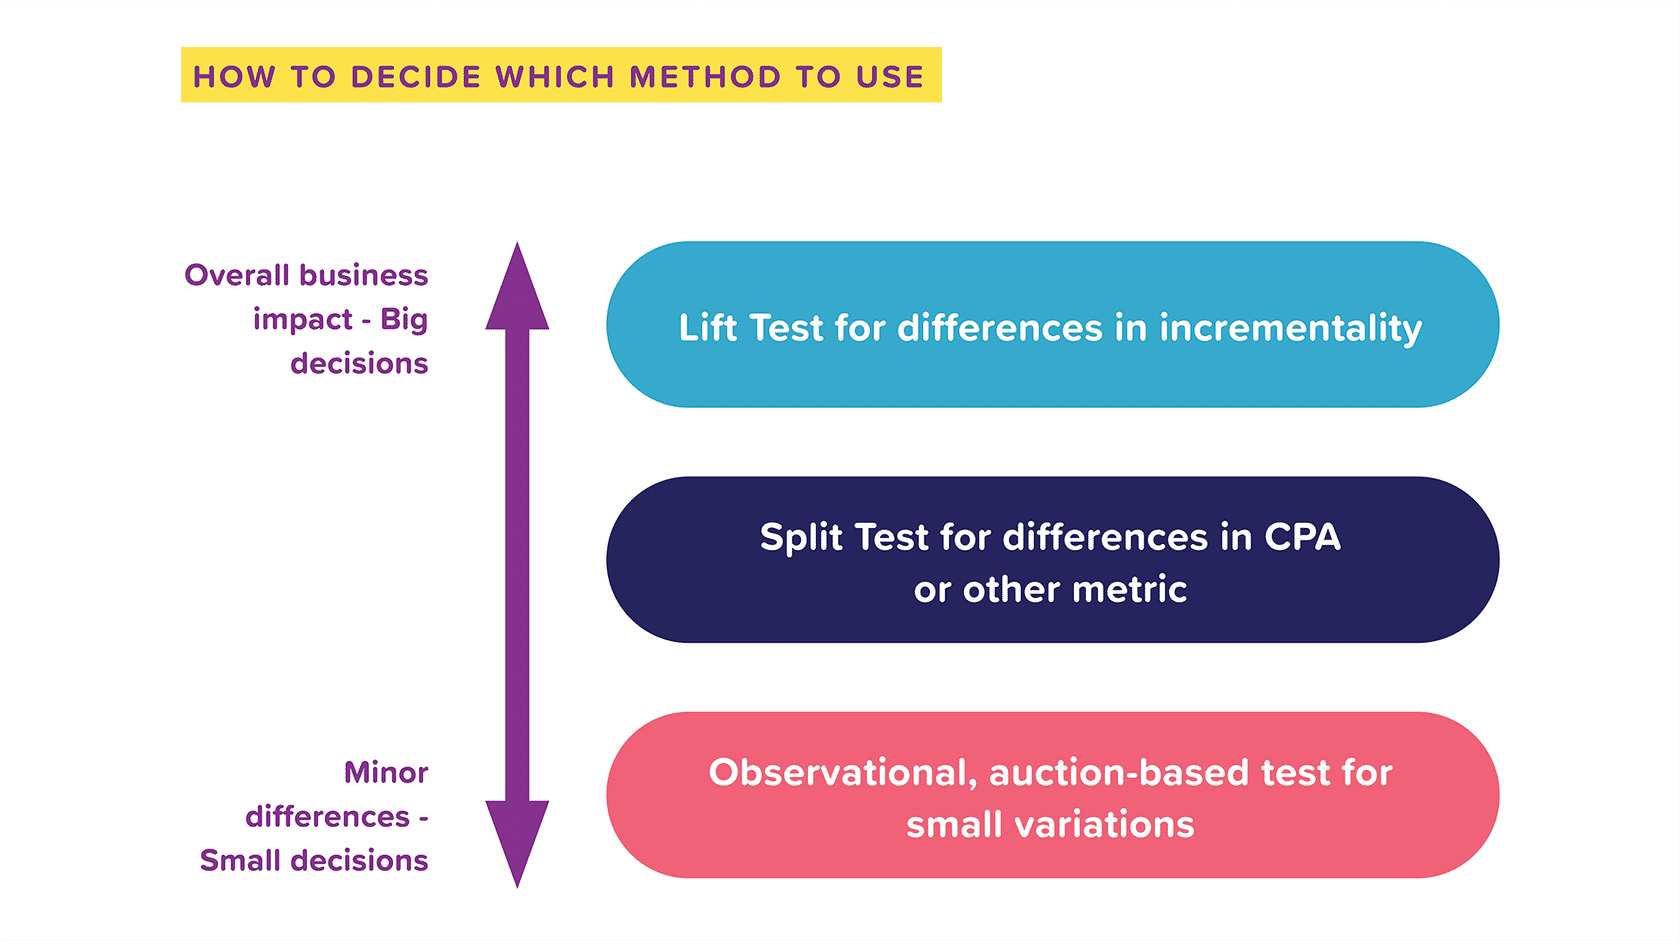 HOW TO DECIDE WHICH METHOD TO USE
Overall business
impact - Big
decisions
Lift Test for differences in incrementality
Split Test for differences in CPA
or other metric
Minor
differences -
Small decisions
Observational, auction-based test for
small variations